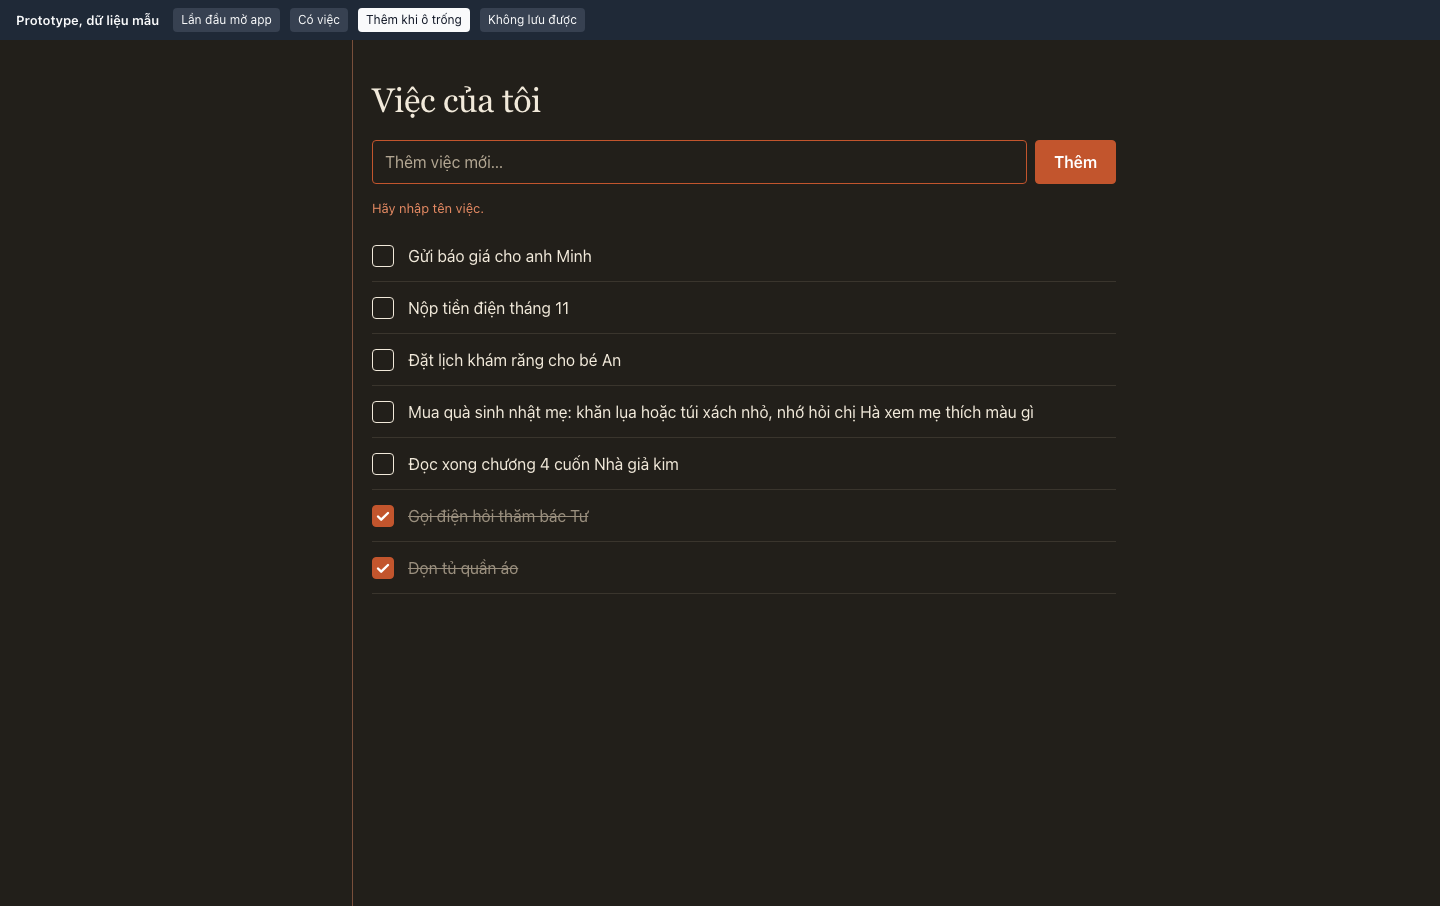 Prototype, dữ liệu mẫu Lần đầu mở app Có việc Thêm khi ô trống Không lưu được
Việc của tôi
Thêm việc mới... Thêm
Hãy nhập tên việc.
Gửi báo giá cho anh Minh
Nộp tiền điện tháng 11
Đặt lịch khám răng cho bé An
Mua quà sinh nhật mẹ: khăn lụa hoặc túi xách nhỏ, nhớ hỏi chị Hà xem mẹ thích màu gì
Đọc xong chương 4 cuốn Nhà giả kim
Gọi điện hỏi thăm bác Tư
Dọn tủ quần áo